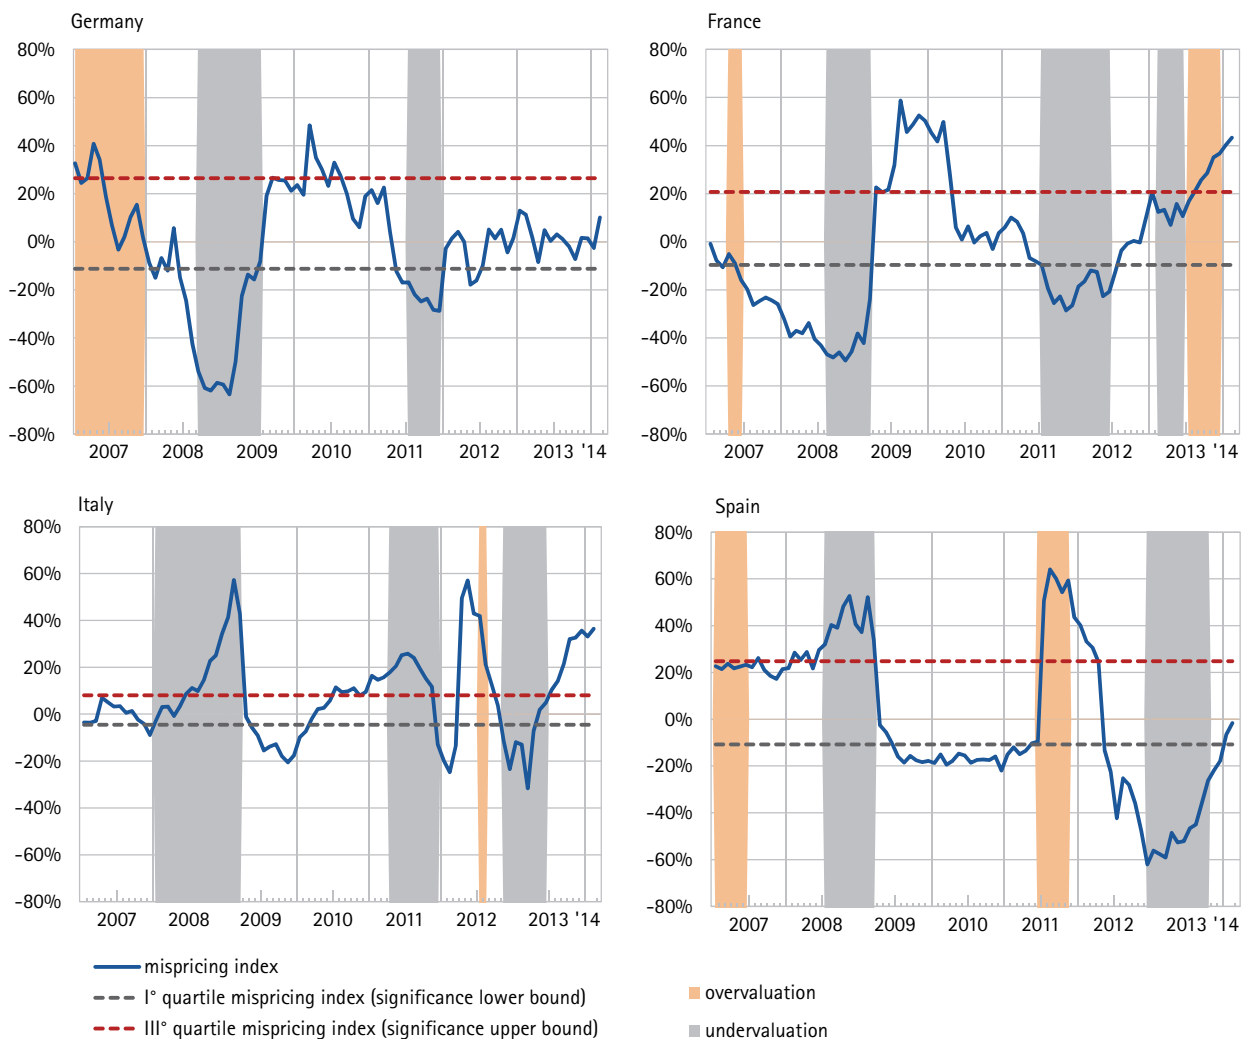 Germany
80%
60%
40%
20%
0%
-20%
-40%
-60%
-80%
2007 2008 2009 2010 2011 2012 2013 '14
France
80%
60%
40%
20%
0%
-20%
-40%
-60%
-80%
2007 2008 2009 2010 2011 2012 2013 '14
Italy
80%
60%
40%
20%
0%
-20%
-40%
-60%
-80%
2007 2008 2009 2010 2011 2012 2013 '14
Spain
80%
60%
40%
20%
0%
-20%
-40%
-60%
-80%
2007 2008 2009 2010 2011 2012 2013 '14
mispricing index
I° quartile mispricing index (significance lower bound)
III° quartile mispricing index (significance upper bound)
overvaluation
undervaluation